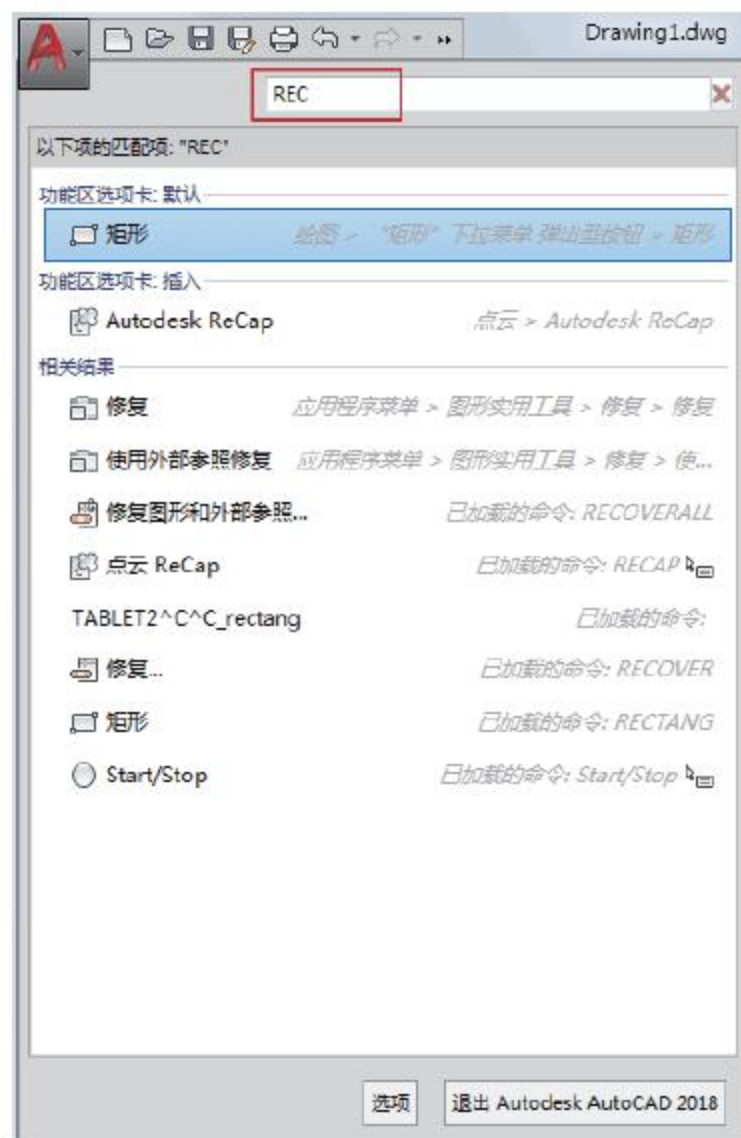 Drawing1.dwg
REC
以下项的匹配项: "REC"
功能区选项卡: 默认
矩形 绘图 > "矩形" 下拉菜单 弹出型按钮 > 矩形
功能区选项卡: 插入
Autodesk ReCap 点云 > Autodesk ReCap
相关结果
修复 应用程序菜单 > 图形实用工具 > 修复 > 修复
使用外部参照修复 应用程序菜单 > 图形实用工具 > 修复 > 使...
修复图形和外部参照... 已加载的命令: RECOVERALL
点云 ReCap 已加载的命令: RECAP
TABLET2^C^C_rectang 已加载的命令:
修复... 已加载的命令: RECOVER
矩形 已加载的命令: RECTANG
Start/Stop 已加载的命令: Start/Stop
选项 退出 Autodesk AutoCAD 2018